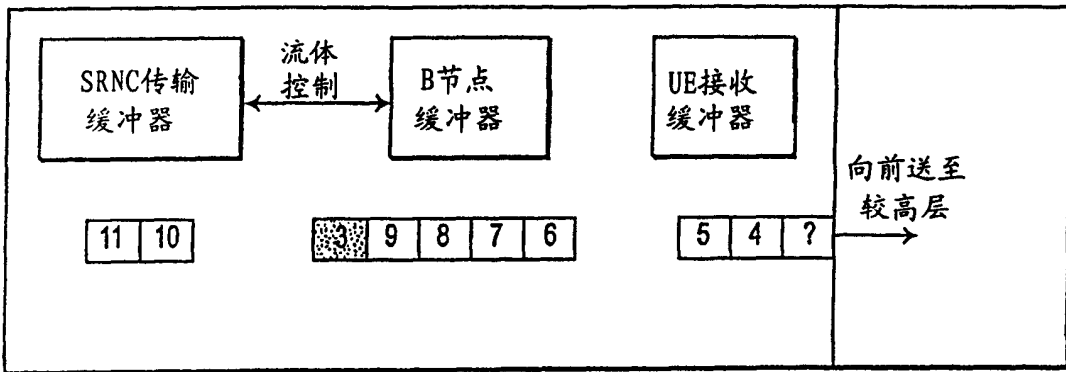 SRNC传输
缓冲器
流体
控制
B节点
缓冲器
UE接收
缓冲器
向前送至
较高层
11 10
3 9 8 7 6
5 4 ?